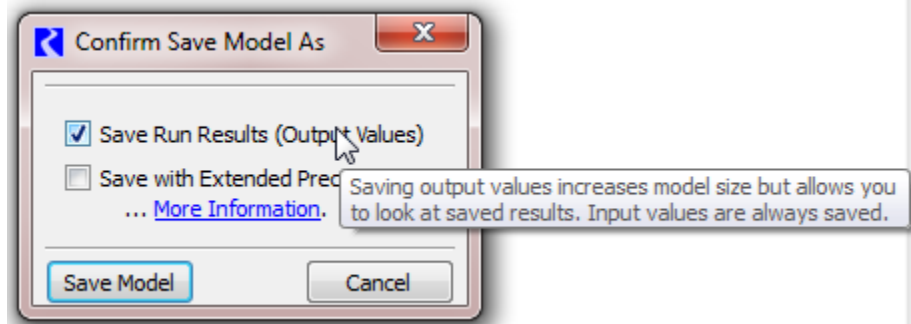 Confirm Save Model As
Save Run Results (Output Values)
Save with Extended Prec
... More Information.
Saving output values increases model size but allows you
to look at saved results. Input values are always saved.
Save Model
Cancel